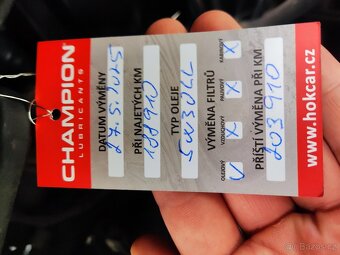 CHAMPION
LUBRICANTS
DATUM VÝMĚNY
27.5.2025
PŘI NAJETÝCH KM
188910
TYP OLEJE
5W30LL
VÝMĚNA FILTRŮ
OLEJOVÝ VZDUCHOVÝ PALIVOVÝ KABINOVÝ
V X X X
PŘÍŠTÍ VÝMĚNA PŘI KM
203910
www.hokcar.cz